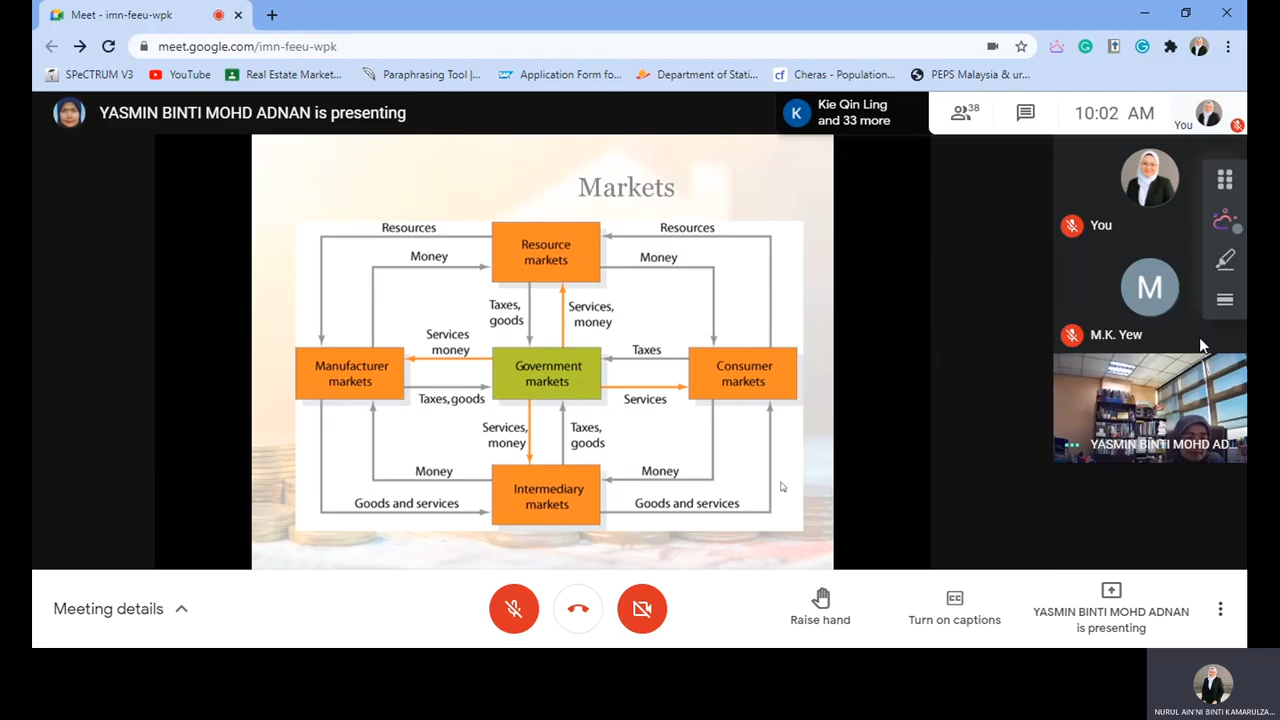 Meet - imn-feeu-wpk
meet.google.com/imn-feeu-wpk
SPeCTRUM V3
YouTube
Real Estate Market...
Paraphrasing Tool |...
Application Form fo...
Department of Stati...
Cheras - Population...
PEPS Malaysia & ur...
YASMIN BINTI MOHD ADNAN is presenting
K
Kie Qin Ling
and 33 more
38
10:02 AM
You
Markets
Resources
Resource
markets
Resources
Money
Money
Taxes,
goods
Services,
money
Services
money
Taxes
Manufacturer
markets
Government
markets
Consumer
markets
Taxes, goods
Services
Services,
money
Taxes,
goods
Money
Money
Intermediary
markets
Goods and services
Goods and services
You
M
M.K. Yew
YASMIN BINTI MOHD AD...
Meeting details
Raise hand
Turn on captions
YASMIN BINTI MOHD ADNAN
is presenting
NURUL AIN'NI BINTI KAMARULZA...